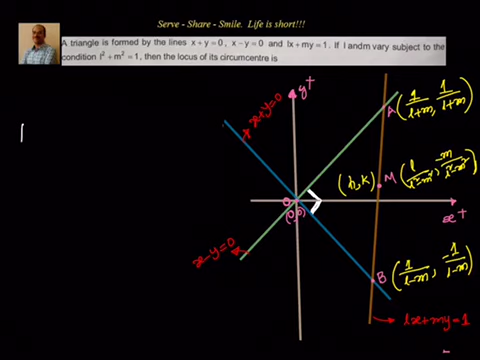 Serve - Share - Smile. Life is short!!!
A triangle is formed by the lines x + y = 0 , x − y = 0 and lx + my = 1. If l andm vary subject to the
condition l² + m² = 1, then the locus of its circumcentre is
y+
x+y=0
A (1/(l+m), 1/(l+m))
(h,k) M (l/(l²-m²), -m/(l²-m²))
O
(0,0)
x+
x-y=0
B (1/(l-m), -1/(l-m))
lx+my=1